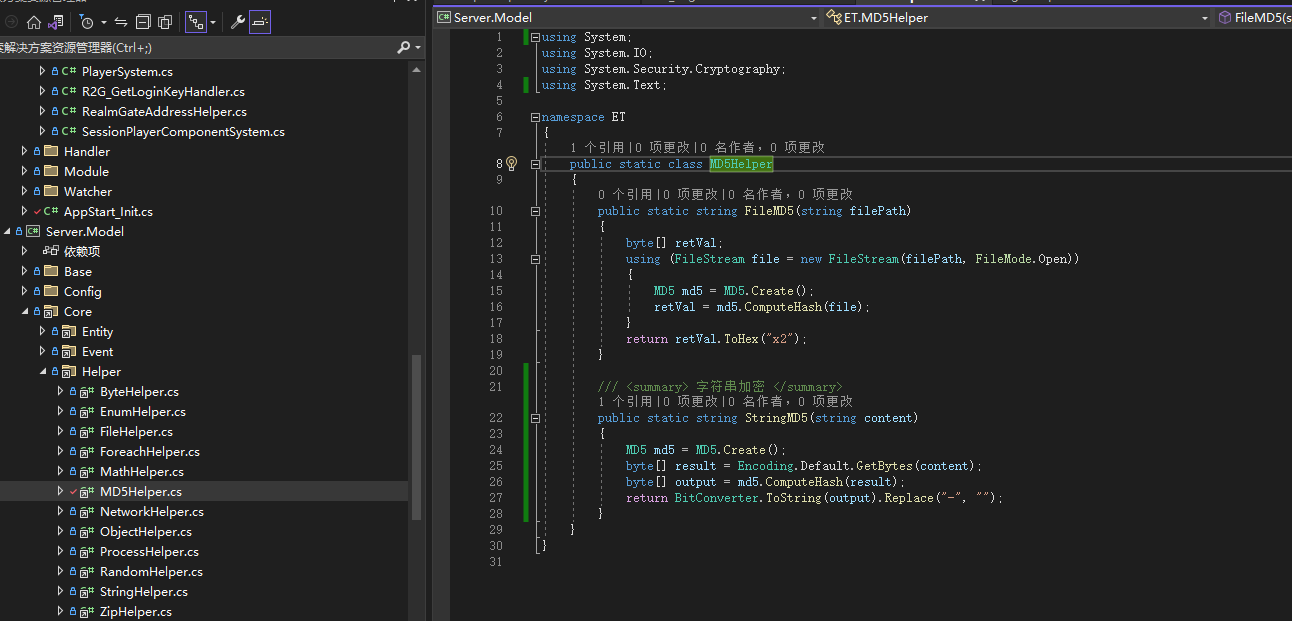 索解决方案资源管理器(Ctrl+;)
PlayerSystem.cs
R2G_GetLoginKeyHandler.cs
RealmGateAddressHelper.cs
SessionPlayerComponentSystem.cs
Handler
Module
Watcher
AppStart_Init.cs
Server.Model
依赖项
Base
Config
Core
Entity
Event
Helper
ByteHelper.cs
EnumHelper.cs
FileHelper.cs
ForeachHelper.cs
MathHelper.cs
MD5Helper.cs
NetworkHelper.cs
ObjectHelper.cs
ProcessHelper.cs
RandomHelper.cs
StringHelper.cs
ZipHelper.cs
Server.Model
ET.MD5Helper
FileMD5(s
1 using System;
2 using System.IO;
3 using System.Security.Cryptography;
4 using System.Text;
5
6 namespace ET
7 {
1 个引用|0 项更改|0 名作者，0 项更改
8 public static class MD5Helper
9 {
0 个引用|0 项更改|0 名作者，0 项更改
10 public static string FileMD5(string filePath)
11 {
12 byte[] retVal;
13 using (FileStream file = new FileStream(filePath, FileMode.Open))
14 {
15 MD5 md5 = MD5.Create();
16 retVal = md5.ComputeHash(file);
17 }
18 return retVal.ToHex("x2");
19 }
20
21 /// <summary> 字符串加密 </summary>
1 个引用|0 项更改|0 名作者，0 项更改
22 public static string StringMD5(string content)
23 {
24 MD5 md5 = MD5.Create();
25 byte[] result = Encoding.Default.GetBytes(content);
26 byte[] output = md5.ComputeHash(result);
27 return BitConverter.ToString(output).Replace("-", "");
28 }
29 }
30 }
31